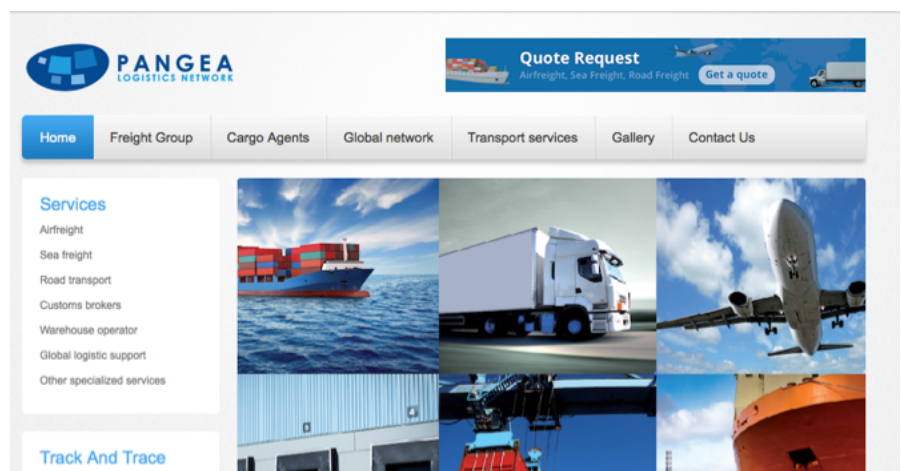 PANGEA
LOGISTICS NETWORK
Quote Request
Airfreight, Sea Freight, Road Freight
Get a quote
Home
Freight Group
Cargo Agents
Global network
Transport services
Gallery
Contact Us
Services
Airfreight
Sea freight
Road transport
Customs brokers
Warehouse operator
Global logistic support
Other specialized services
3
4
Track And Trace